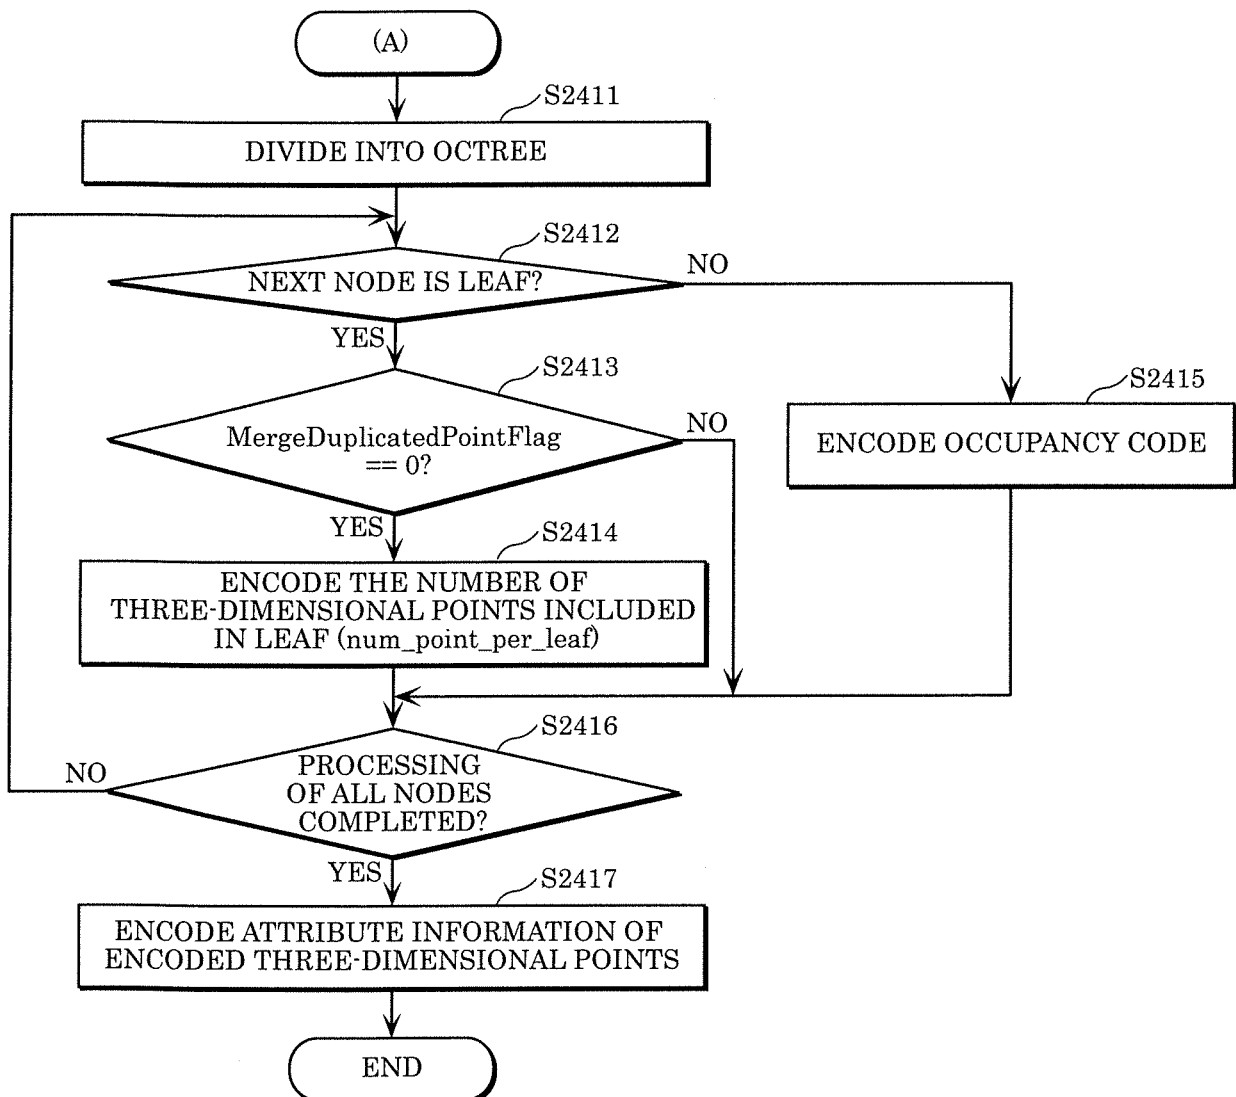 (A)
S2411
DIVIDE INTO OCTREE
S2412
NEXT NODE IS LEAF?
NO
YES
S2413
MergeDuplicatedPointFlag
== 0?
NO
S2415
ENCODE OCCUPANCY CODE
YES
S2414
ENCODE THE NUMBER OF
THREE-DIMENSIONAL POINTS INCLUDED
IN LEAF (num_point_per_leaf)
S2416
PROCESSING
OF ALL NODES
COMPLETED?
NO
YES
S2417
ENCODE ATTRIBUTE INFORMATION OF
ENCODED THREE-DIMENSIONAL POINTS
END